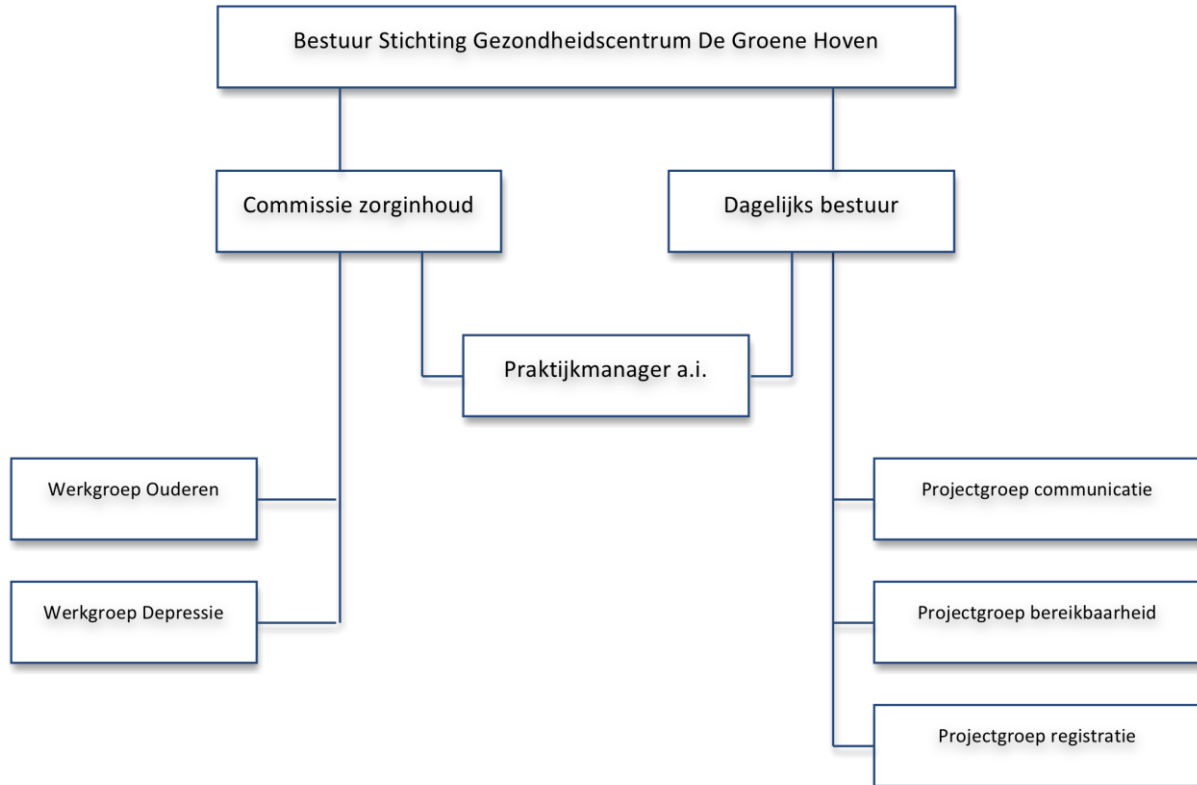 Bestuur Stichting Gezondheidscentrum De Groene Hoven
Commissie zorginhoud
Dagelijks bestuur
Praktijkmanager a.i.
Werkgroep Ouderen
Projectgroep communicatie
Werkgroep Depressie
Projectgroep bereikbaarheid
Projectgroep registratie